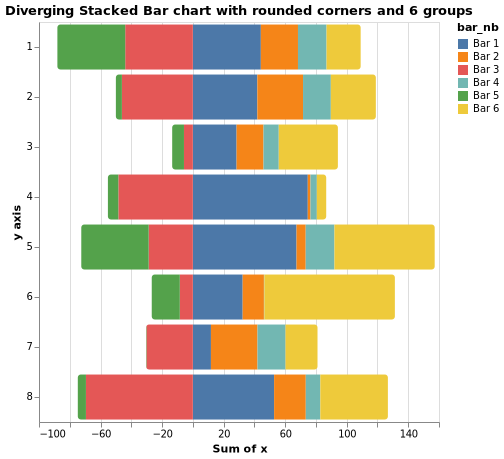 Diverging Stacked Bar chart with rounded corners and 6 groups
bar_nb
Bar 1
Bar 2
Bar 3
Bar 4
Bar 5
Bar 6
y axis
1
2
3
4
5
6
7
8
−100 −60 −20 20 60 100 140
Sum of x